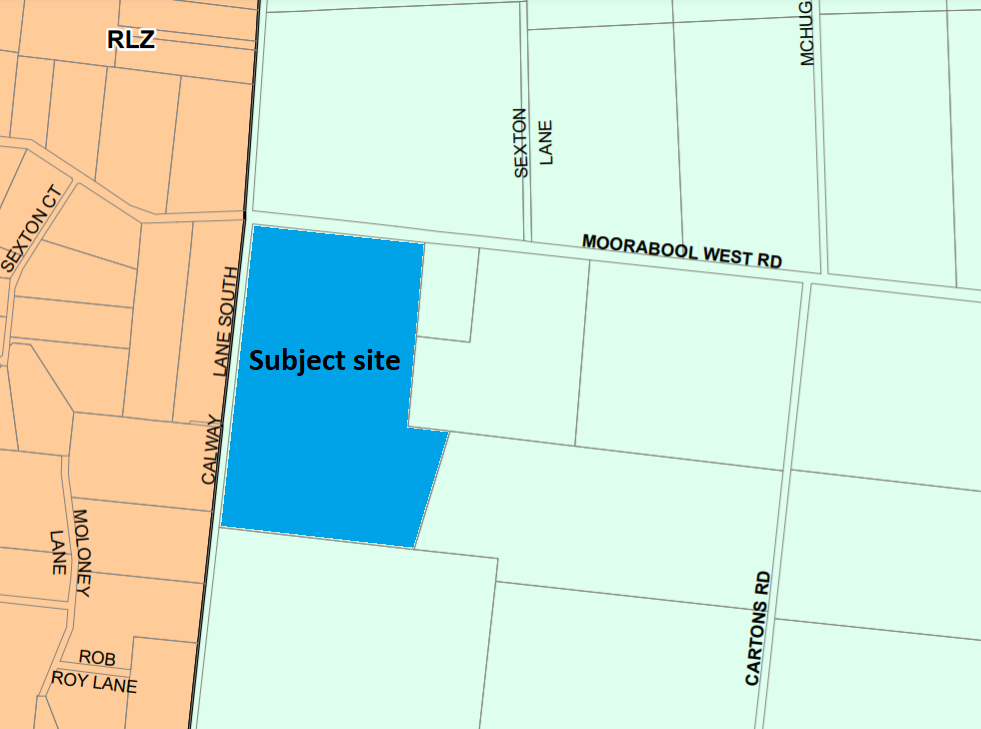 RLZ
MCHUG
SEXTON
LANE
SEXTON CT
MOORABOOL WEST RD
LANE SOUTH
CALWAY
Subject site
MOLONEY
LANE
CARTONS RD
ROB
ROY LANE